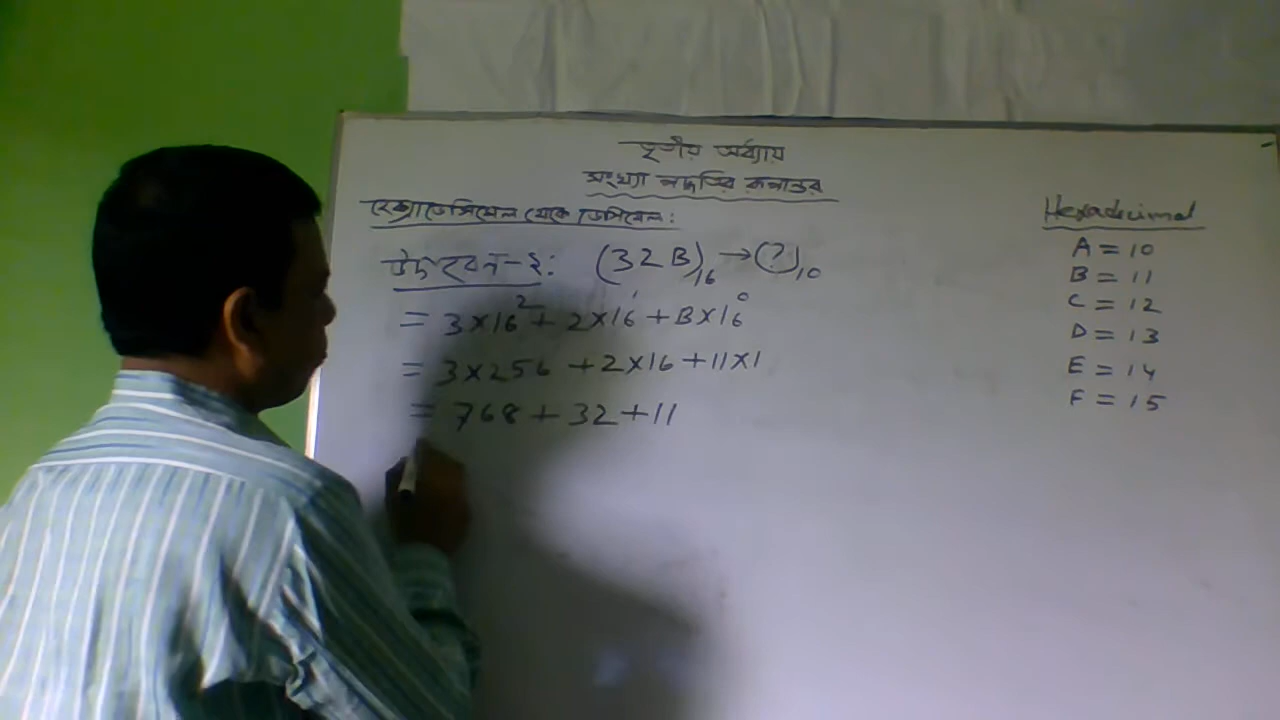 তৃতীয় অধ্যায়
সংখ্যা পদ্ধতির রুপান্তর
হেক্সাডেসিমেল থেকে ডেসিমেল:
উদাহরন-২: (32B)₁₆ → (?)₁₀
= 3×16² + 2×16¹ + B×16⁰
= 3×256 + 2×16 + 11×1
= 768 + 32 + 11
Hexadecimal
A = 10
B = 11
C = 12
D = 13
E = 14
F = 15